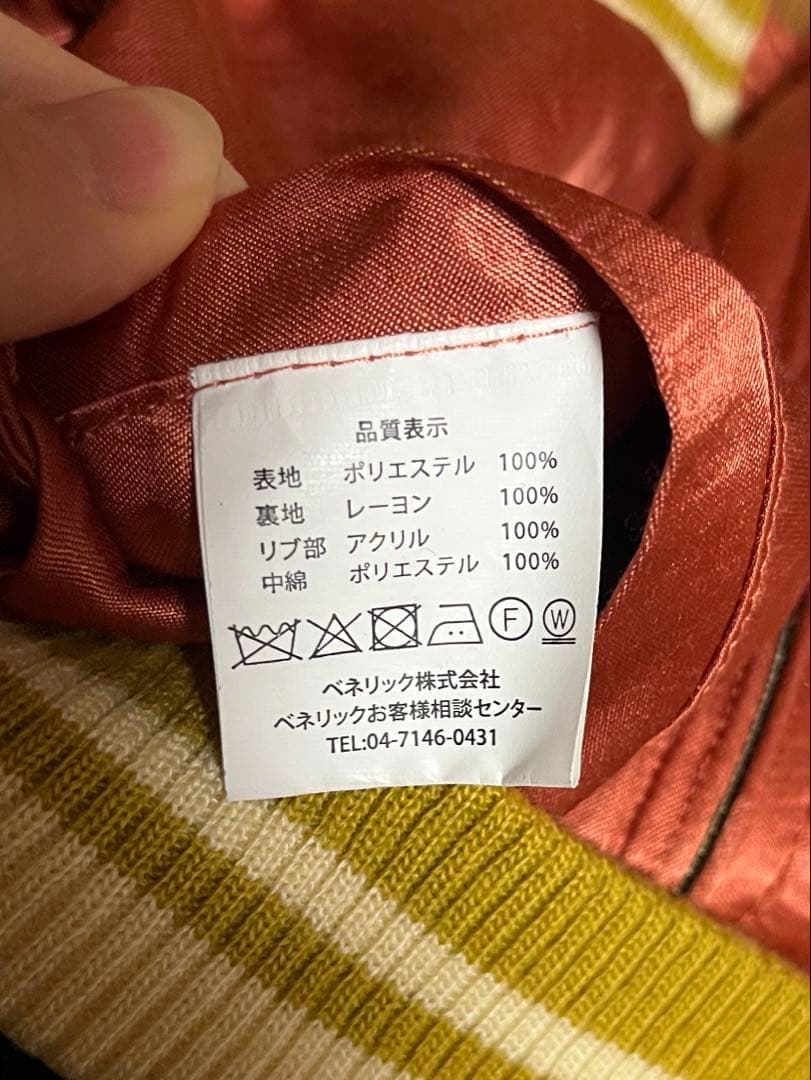 品質表示
表地 ポリエステル 100%
裏地 レーヨン 100%
リブ部 アクリル 100%
中綿 ポリエステル 100%
F W
ベネリック株式会社
ベネリックお客様相談センター
TEL:04-7146-0431